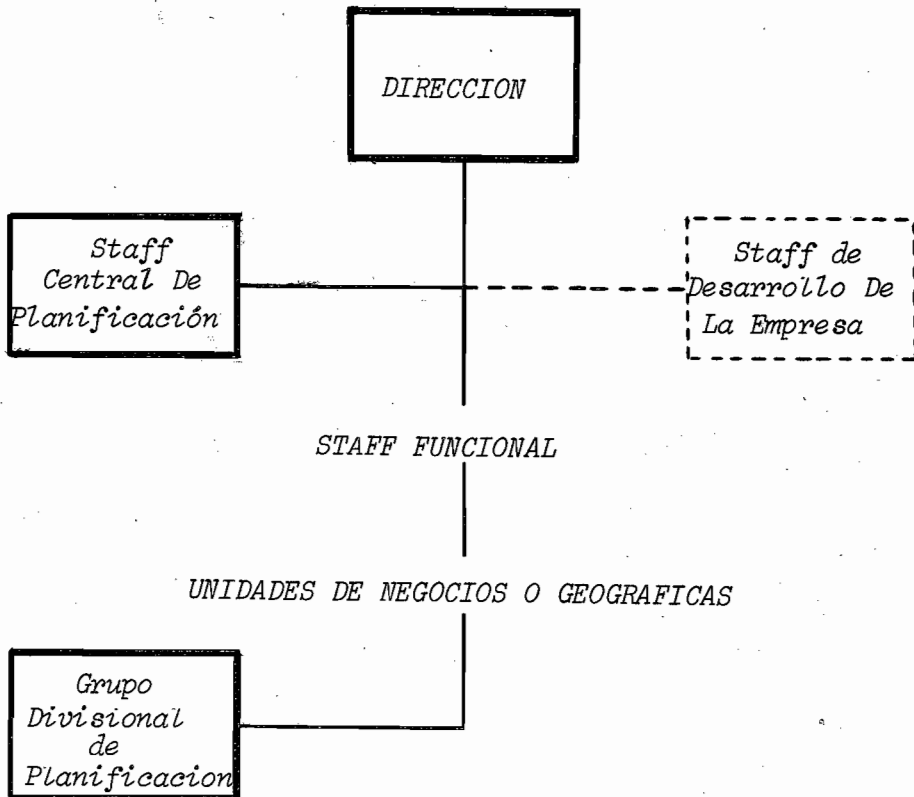 DIRECCION
Staff
Central De
Planificación
Staff de
Desarrollo De
La Empresa
STAFF FUNCIONAL
UNIDADES DE NEGOCIOS O GEOGRAFICAS
Grupo
Divisional
de
Planificacion